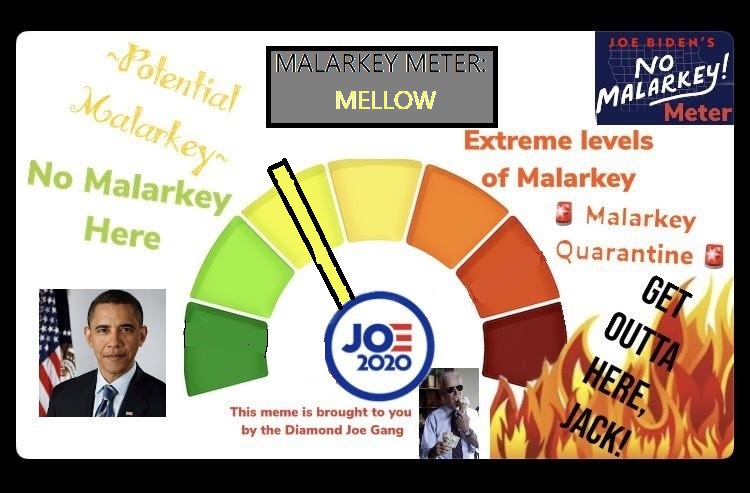 MALARKEY METER:
MELLOW
JOE BIDEN'S
NO
MALARKEY!
Meter
~Potential
Malarkey~
No Malarkey
Here
Extreme levels
of Malarkey
🚨 Malarkey
Quarantine 🚨
GET
OUTTA
HERE,
JACK!
JOE
2020
This meme is brought to you
by the Diamond Joe Gang